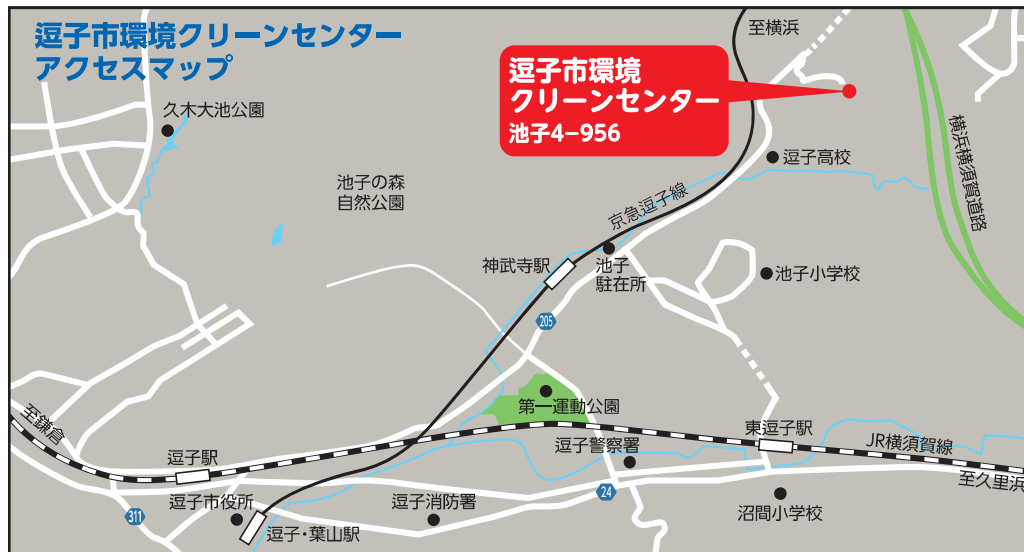 逗子市環境クリーンセンター
アクセスマップ
至横浜
逗子市環境
クリーンセンター
池子4-956
久木大池公園
横浜横須賀道路
逗子高校
池子の森
自然公園
京急逗子線
神武寺駅
池子
駐在所
池子小学校
205
第一運動公園
至鎌倉
東逗子駅
逗子警察署
JR横須賀線
逗子駅
至久里浜
24
逗子市役所
逗子消防署
311
沼間小学校
逗子・葉山駅